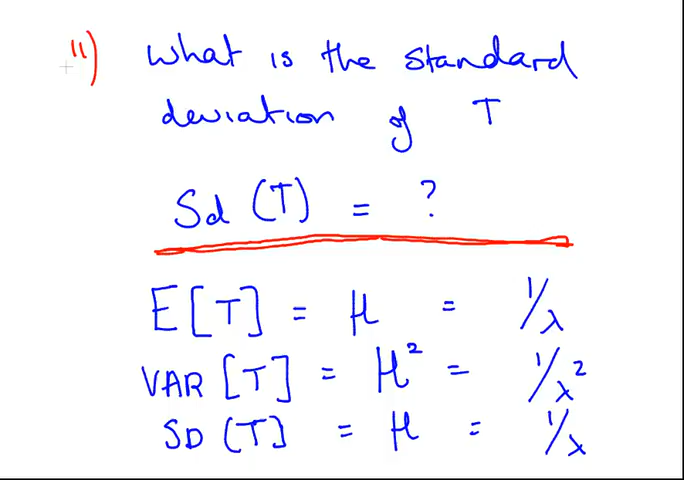 11) What is the standard
deviation of T
Sd (T) = ?
E[T] = μ = 1/λ
VAR [T] = μ² = 1/λ²
SD (T] = μ = 1/λ